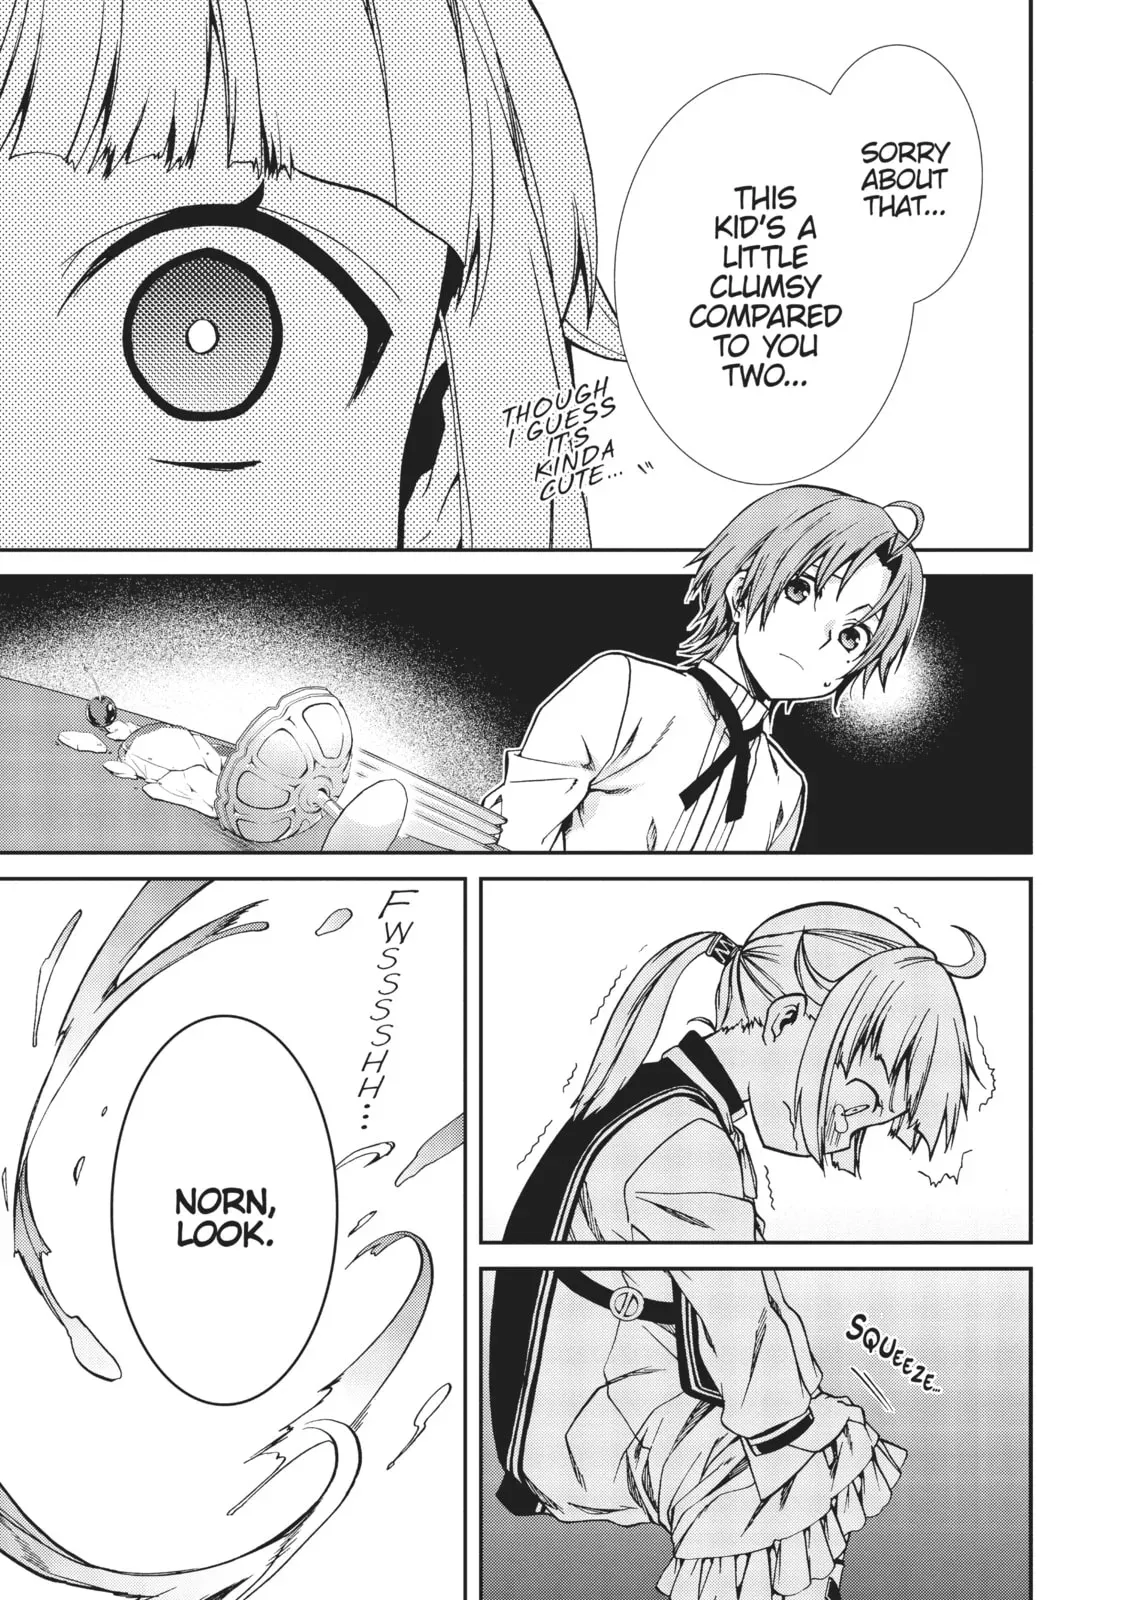 SORRY
ABOUT
THAT...
THIS
KID'S A
LITTLE
CLUMSY
COMPARED
TO YOU
TWO...
THOUGH
I GUESS
IT'S
KINDA
CUTE...
FWSSSSHH...
NORN,
LOOK.
SQUEEZE...